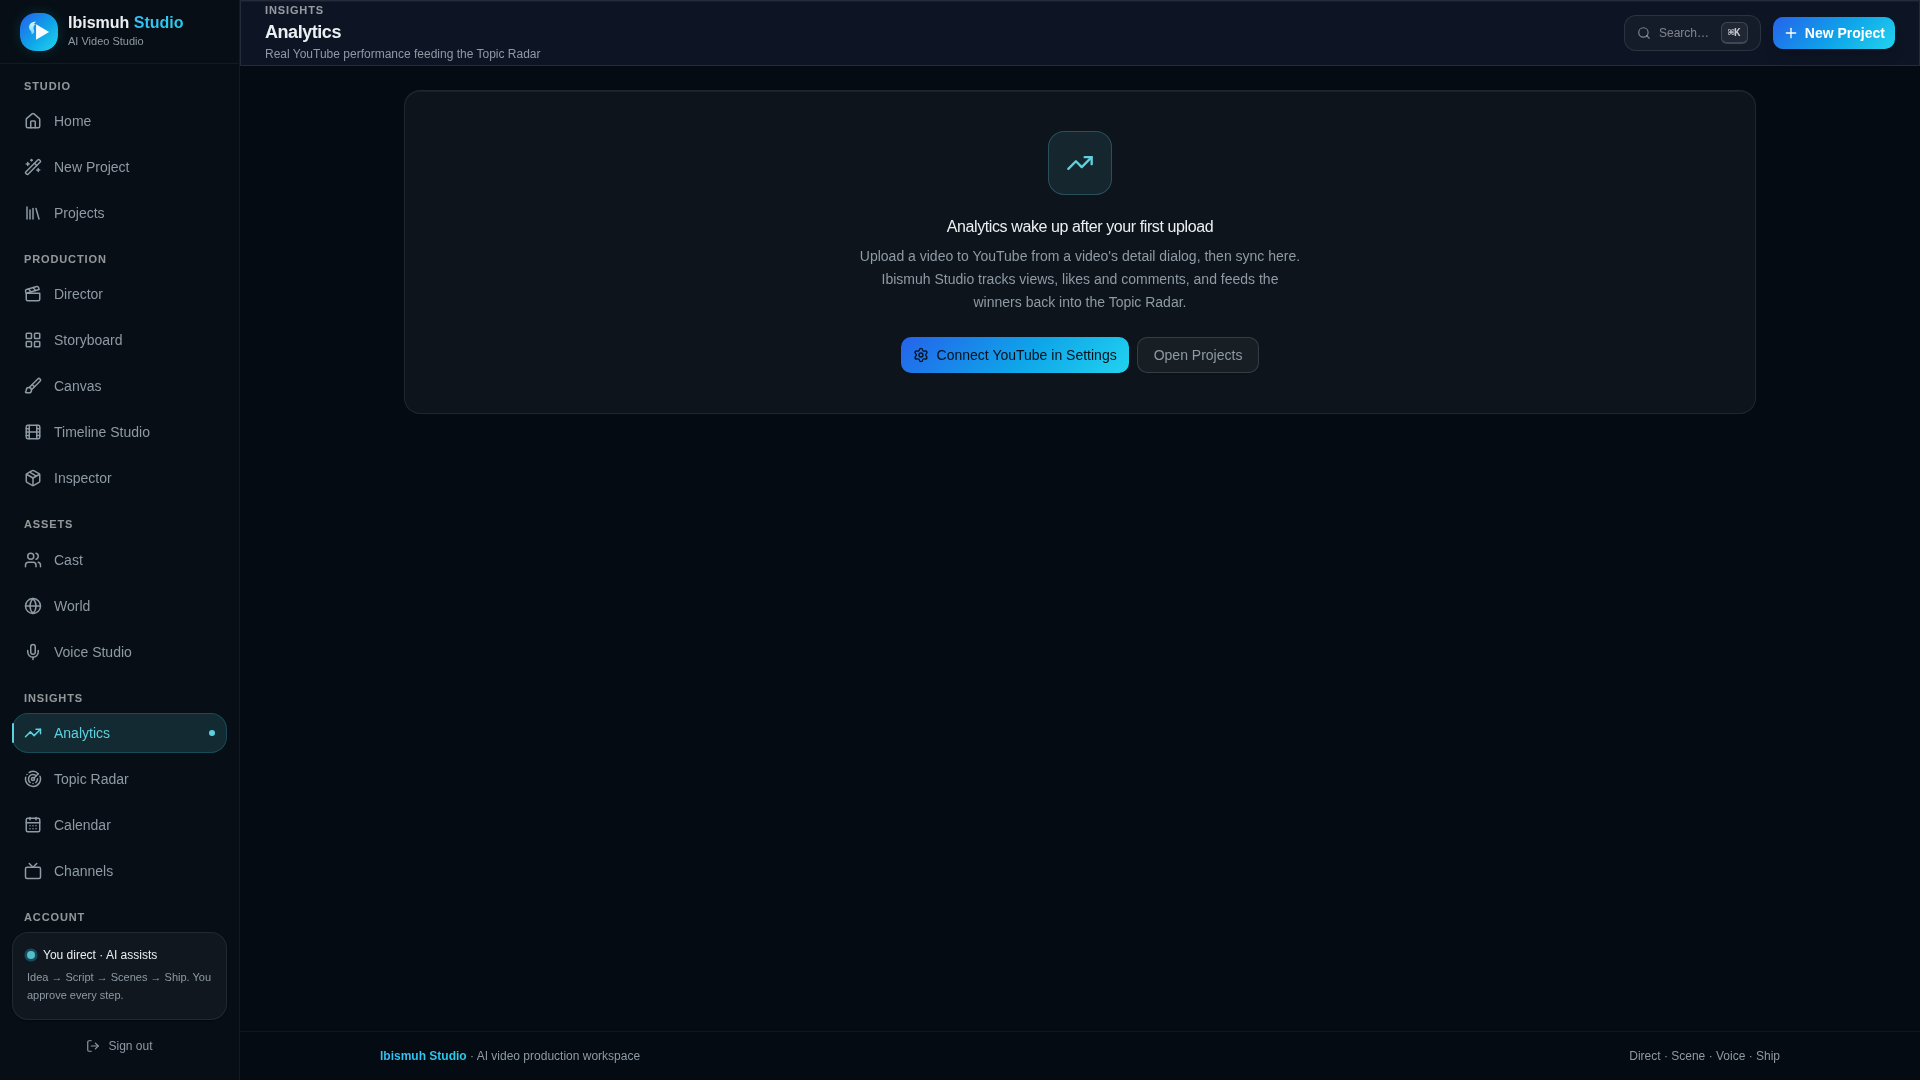 Ibismuh Studio
AI Video Studio
STUDIO
Home
New Project
Projects
PRODUCTION
Director
Storyboard
Canvas
Timeline Studio
Inspector
ASSETS
Cast
World
Voice Studio
INSIGHTS
Analytics
Topic Radar
Calendar
Channels
ACCOUNT
You direct · AI assists
Idea → Script → Scenes → Ship. You
approve every step.
Sign out
INSIGHTS
Analytics
Real YouTube performance feeding the Topic Radar
Search…
⌘K
New Project
Analytics wake up after your first upload
Upload a video to YouTube from a video's detail dialog, then sync here.
Ibismuh Studio tracks views, likes and comments, and feeds the
winners back into the Topic Radar.
Connect YouTube in Settings
Open Projects
Ibismuh Studio · AI video production workspace
Direct · Scene · Voice · Ship